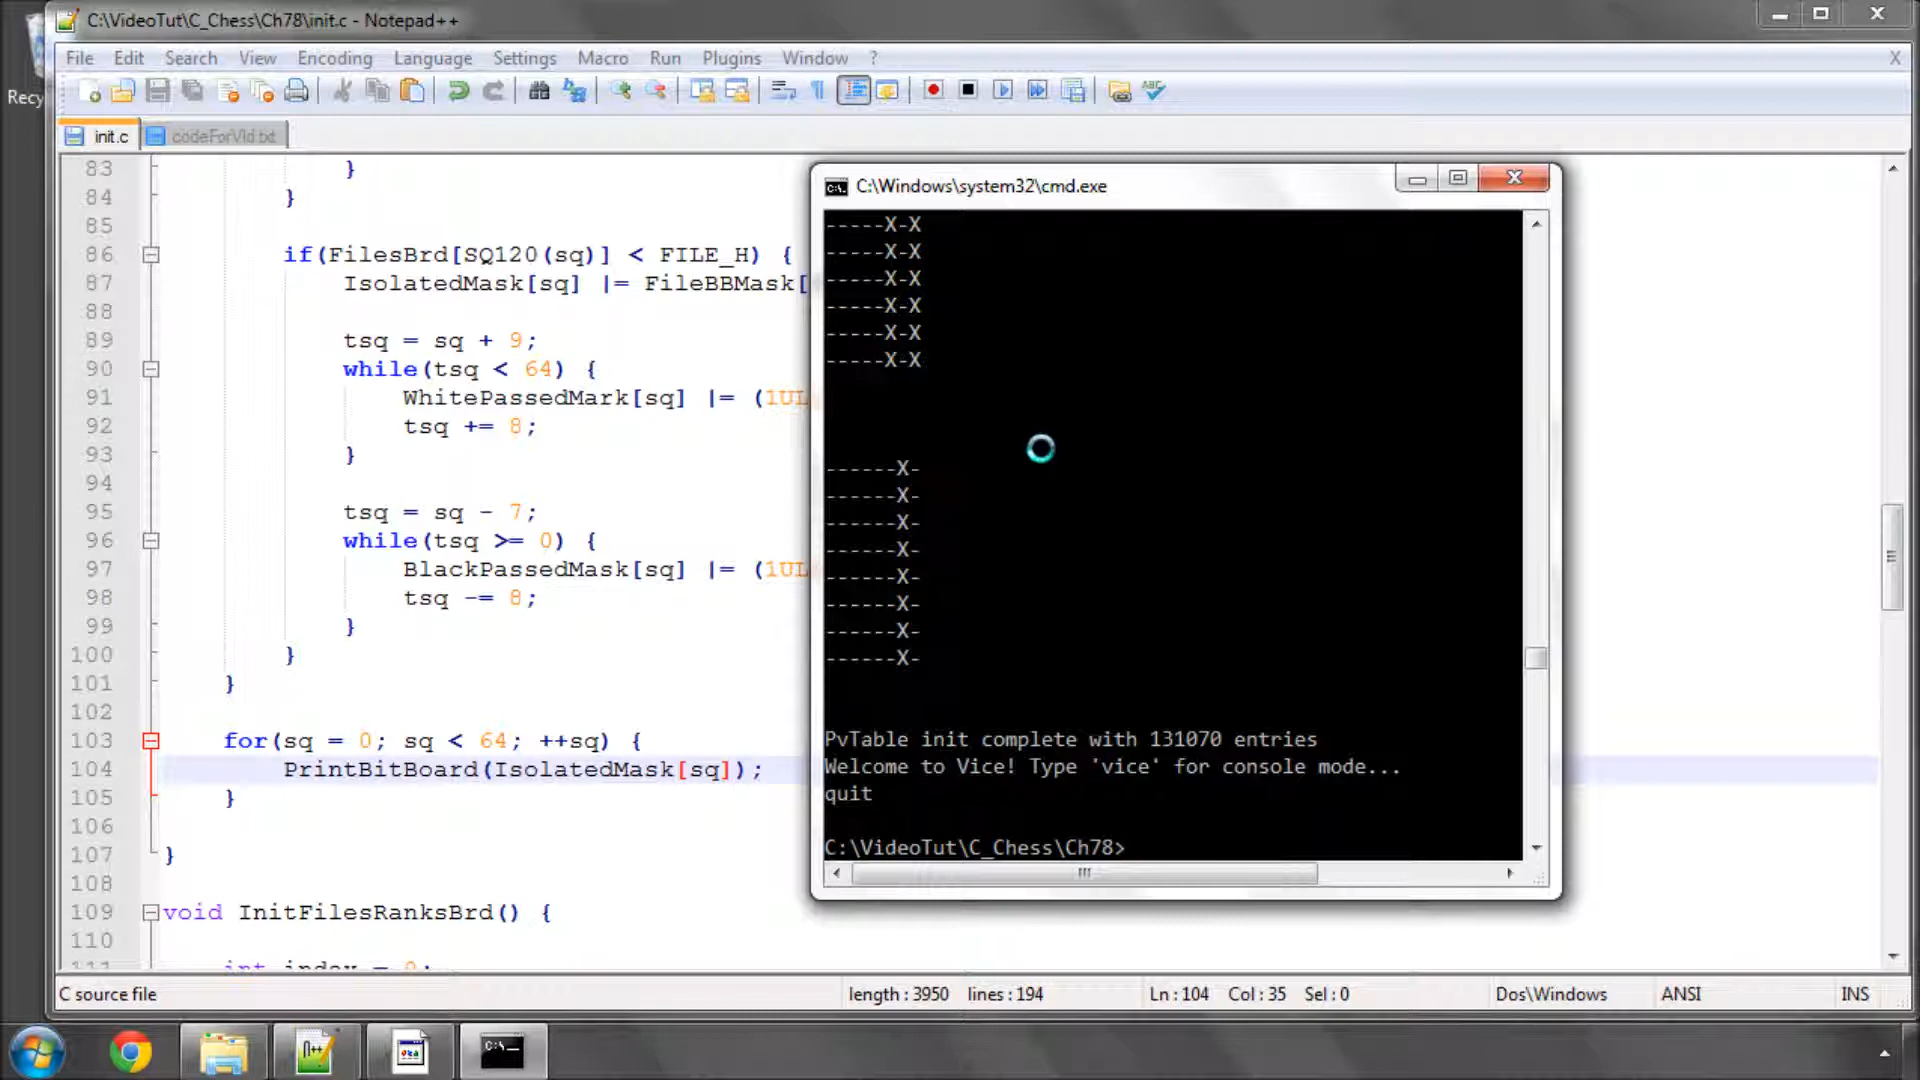 C:\VideoTut\C_Chess\Ch78\init.c - Notepad++
File Edit Search View Encoding Language Settings Macro Run Plugins Window ? X
Recy
init.c codeForVid.txt
83 }
84 }
85
86 if(FilesBrd[SQ120(sq)] < FILE_H) {
87 IsolatedMask[sq] |= FileBBMask[
88
89 tsq = sq + 9;
90 while(tsq < 64) {
91 WhitePassedMark[sq] |= (1UL
92 tsq += 8;
93 }
94
95 tsq = sq - 7;
96 while(tsq >= 0) {
97 BlackPassedMask[sq] |= (1UL
98 tsq -= 8;
99 }
100 }
101 }
102
103 for(sq = 0; sq < 64; ++sq) {
104 PrintBitBoard(IsolatedMask[sq]);
105 }
106
107 }
108
109 void InitFilesRanksBrd() {
110
111 int index = 0;
C:\Windows\system32\cmd.exe
-----X-X
-----X-X
-----X-X
-----X-X
-----X-X
-----X-X
------X-
------X-
------X-
------X-
------X-
------X-
------X-
------X-
PvTable init complete with 131070 entries
Welcome to Vice! Type 'vice' for console mode...
quit
C:\VideoTut\C_Chess\Ch78>
C source file length : 3950 lines : 194 Ln : 104 Col : 35 Sel : 0 Dos\Windows ANSI INS